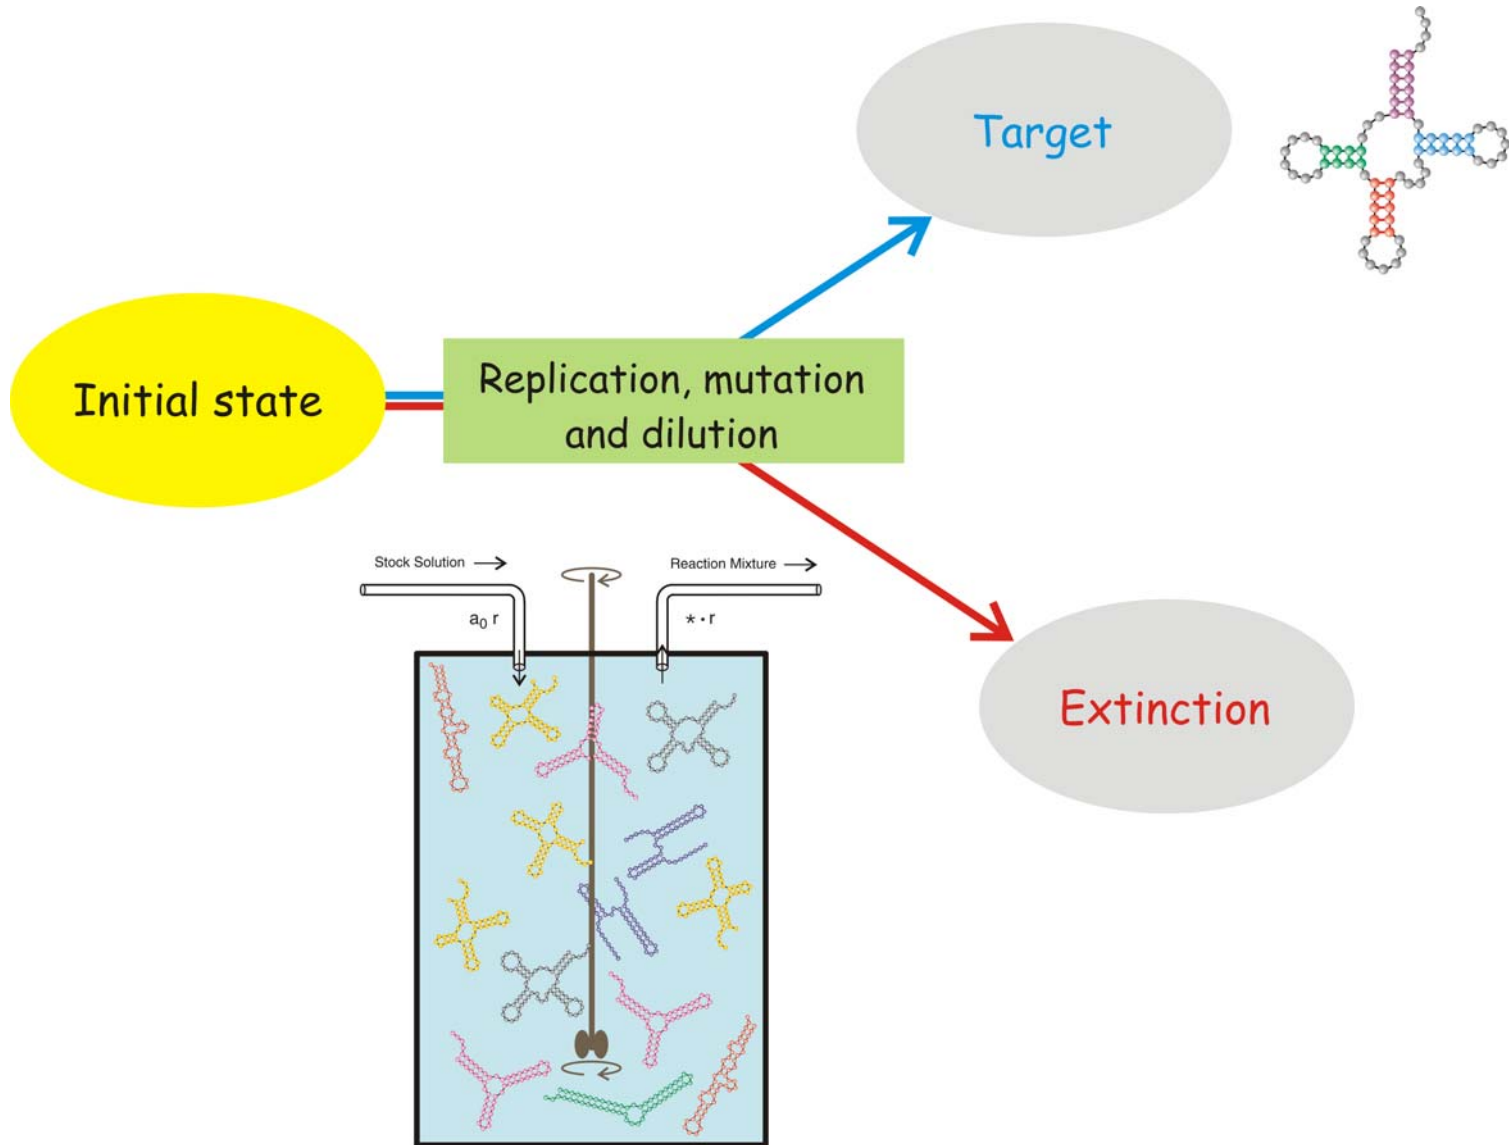 Target
Initial state
Replication, mutation
and dilution
Stock Solution →
Reaction Mixture →
a₀ r
* · r
Extinction